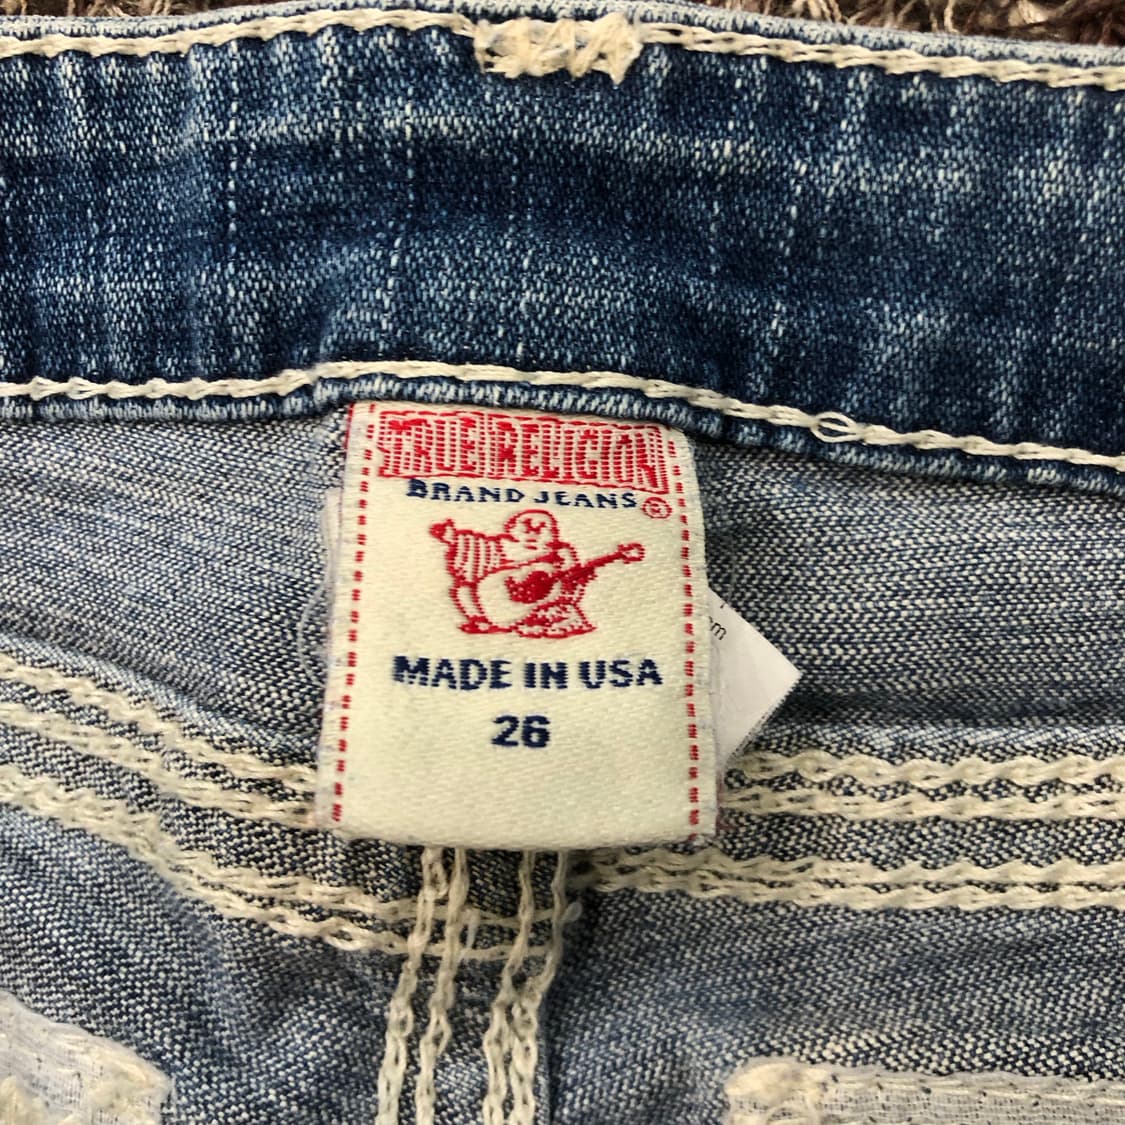 TRUE RELIGION
BRAND JEANS®
MADE IN USA
26